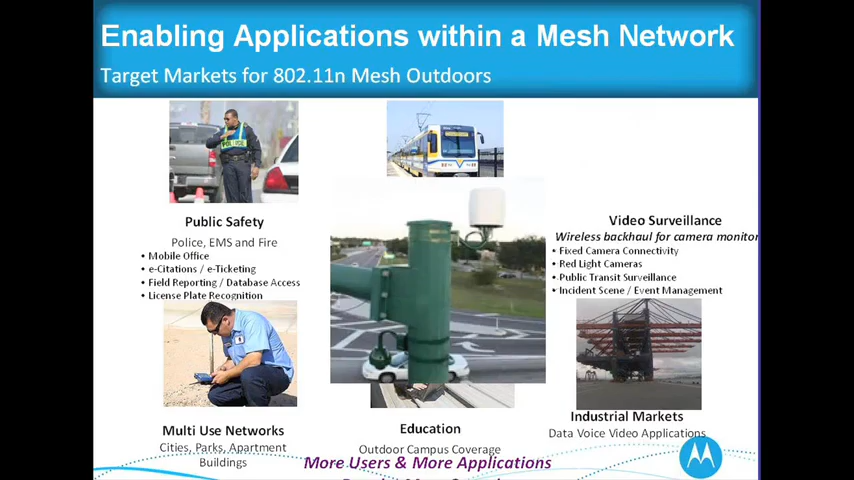 Enabling Applications within a Mesh Network
Target Markets for 802.11n Mesh Outdoors
Public Safety
Police, EMS and Fire
• Mobile Office
• e-Citations / e-Ticketing
• Field Reporting / Database Access
• License Plate Recognition
Video Surveillance
Wireless backhaul for camera monitor
• Fixed Camera Connectivity
• Red Light Cameras
• Public Transit Surveillance
• Incident Scene / Event Management
Multi Use Networks
Cities, Parks, Apartment
Buildings
Education
Outdoor Campus Coverage
Industrial Markets
Data Voice Video Applications
More Users & More Applications